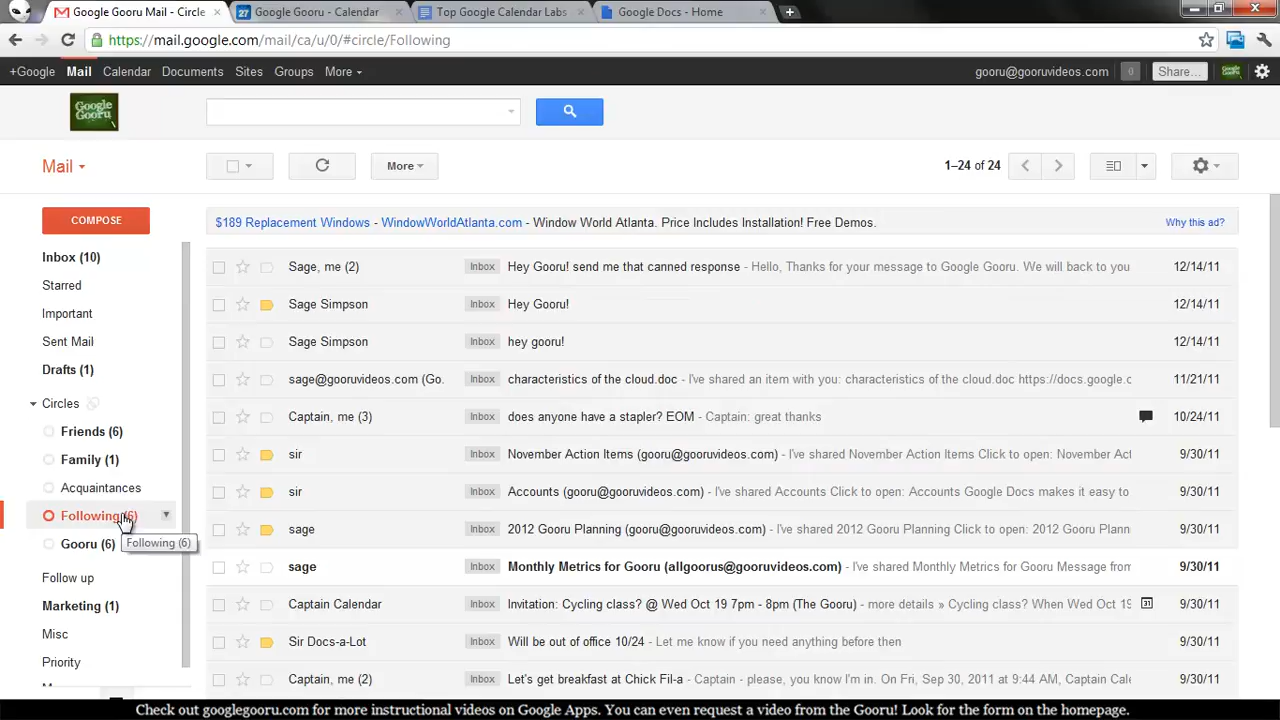 Google Gooru Mail - Circle
Google Gooru - Calendar
Top Google Calendar Labs
Google Docs - Home
https://mail.google.com/mail/ca/u/0/#circle/Following
+Google Mail Calendar Documents Sites Groups More
gooru@gooruvideos.com 0 Share...
Google Gooru
Mail
More
1–24 of 24
COMPOSE
$189 Replacement Windows - WindowWorldAtlanta.com - Window World Atlanta. Price Includes Installation! Free Demos. Why this ad?
Inbox (10)
Starred
Important
Sent Mail
Drafts (1)
Circles
Friends (6)
Family (1)
Acquaintances
Following (6)
Following (6)
Gooru (6)
Follow up
Marketing (1)
Misc
Priority
Sage, me (2) Inbox Hey Gooru! send me that canned response - Hello, Thanks for your message to Google Gooru. We will back to you 12/14/11
Sage Simpson Inbox Hey Gooru! 12/14/11
Sage Simpson Inbox hey gooru! 12/14/11
sage@gooruvideos.com (Go. Inbox characteristics of the cloud.doc - I've shared an item with you: characteristics of the cloud.doc https://docs.google.c 11/21/11
Captain, me (3) Inbox does anyone have a stapler? EOM - Captain: great thanks 10/24/11
sir Inbox November Action Items (gooru@gooruvideos.com) - I've shared November Action Items Click to open: November Act 9/30/11
sir Inbox Accounts (gooru@gooruvideos.com) - I've shared Accounts Click to open: Accounts Google Docs makes it easy to 9/30/11
sage Inbox 2012 Gooru Planning (gooru@gooruvideos.com) - I've shared 2012 Gooru Planning Click to open: 2012 Gooru Plann 9/30/11
sage Inbox Monthly Metrics for Gooru (allgoorus@gooruvideos.com) - I've shared Monthly Metrics for Gooru Message from 9/30/11
Captain Calendar Inbox Invitation: Cycling class? @ Wed Oct 19 7pm - 8pm (The Gooru) - more details » Cycling class? When Wed Oct 19 31 9/30/11
Sir Docs-a-Lot Inbox Will be out of office 10/24 - Let me know if you need anything before then 9/30/11
Captain, me (2) Inbox Let's get breakfast at Chick Fil-a - Captain - please, you know I'm in. On Fri, Sep 30, 2011 at 9:44 AM, Captain Cale 9/30/11
Check out googlegooru.com for more instructional videos on Google Apps. You can even request a video from the Gooru! Look for the form on the homepage.